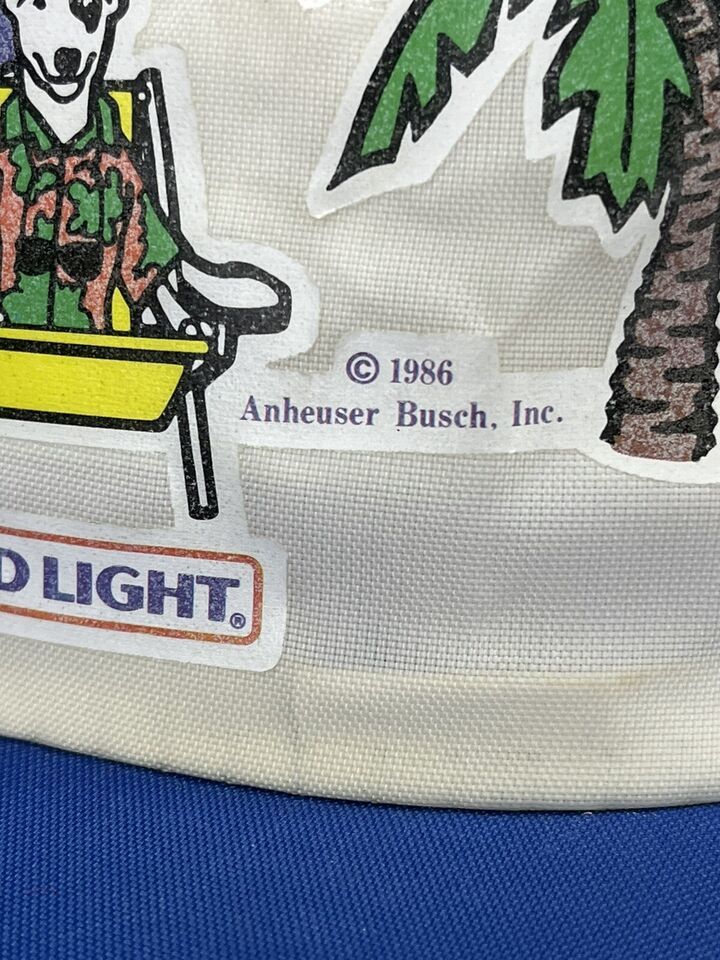 © 1986
Anheuser Busch, Inc.
D LIGHT®